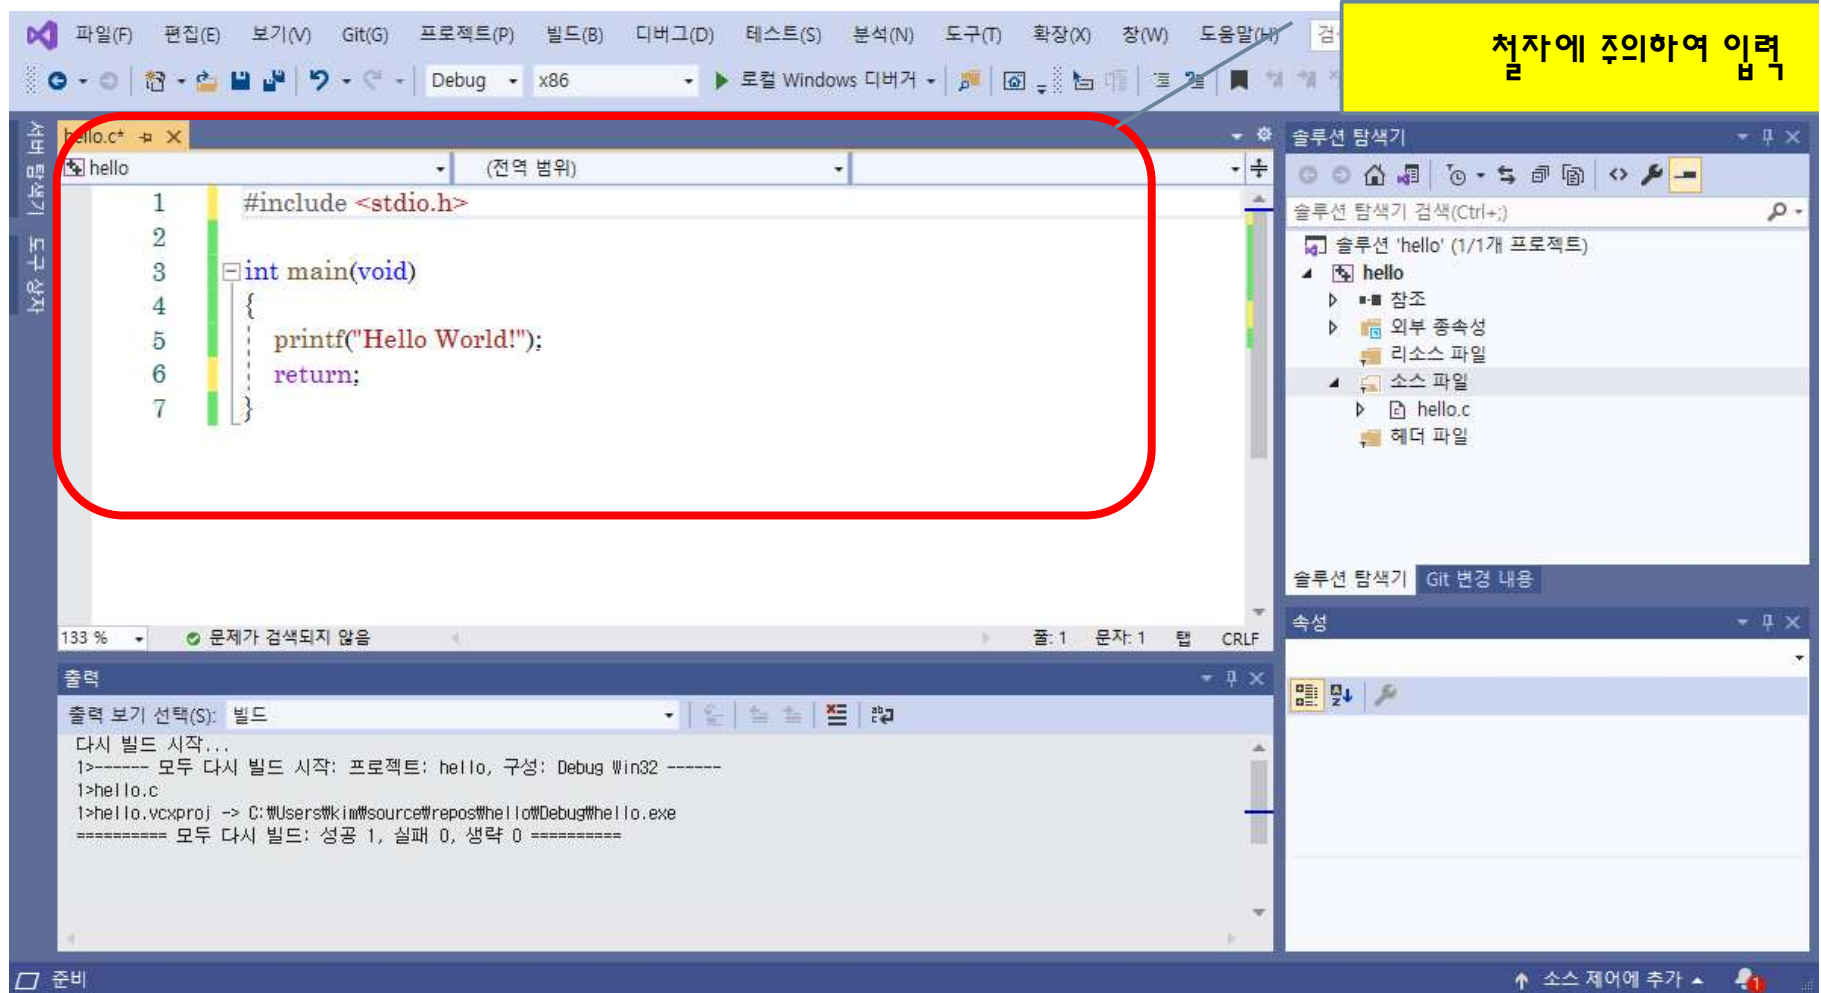 파일(F) 편집(E) 보기(V) Git(G) 프로젝트(P) 빌드(B) 디버그(D) 테스트(S) 분석(N) 도구(T) 확장(X) 창(W) 도움말(H)
철자에 주의하여 입력
Debug x86 로컬 Windows 디버거
서버 탐색기
도구 상자
hello.c*
hello (전역 범위)
1 #include <stdio.h>
2
3 int main(void)
4 {
5 printf("Hello World!");
6 return;
7 }
133 % 문제가 검색되지 않음 줄: 1 문자: 1 탭 CRLF
출력
출력 보기 선택(S): 빌드
다시 빌드 시작...
1>------ 모두 다시 빌드 시작: 프로젝트: hello, 구성: Debug Win32 ------
1>hello.c
1>hello.vcxproj -> C:₩Users₩kim₩source₩repos₩hello₩Debug₩hello.exe
========== 모두 다시 빌드: 성공 1, 실패 0, 생략 0 ==========
솔루션 탐색기
솔루션 탐색기 검색(Ctrl+;)
솔루션 'hello' (1/1개 프로젝트)
hello
참조
외부 종속성
리소스 파일
소스 파일
hello.c
헤더 파일
솔루션 탐색기 Git 변경 내용
속성
준비
소스 제어에 추가 1